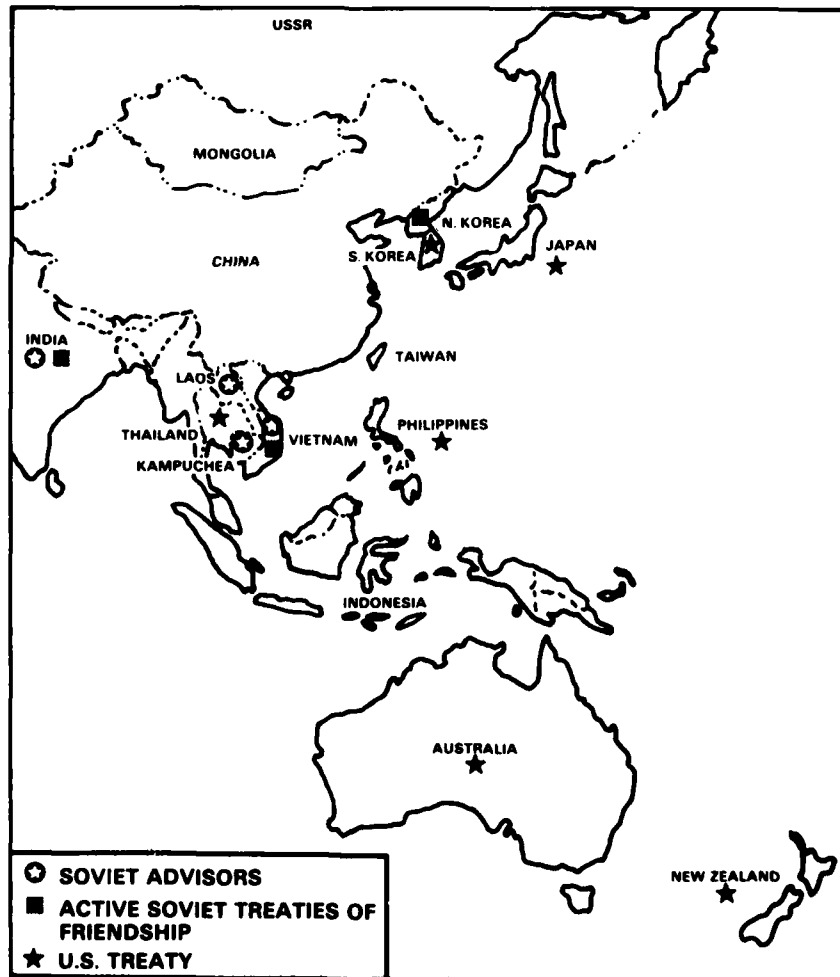 USSR
MONGOLIA
N. KOREA
S. KOREA
JAPAN
CHINA
INDIA
TAIWAN
LAOS
PHILIPPINES
THAILAND
VIETNAM
KAMPUCHEA
INDONESIA
AUSTRALIA
NEW ZEALAND
SOVIET ADVISORS
ACTIVE SOVIET TREATIES OF
FRIENDSHIP
U.S. TREATY